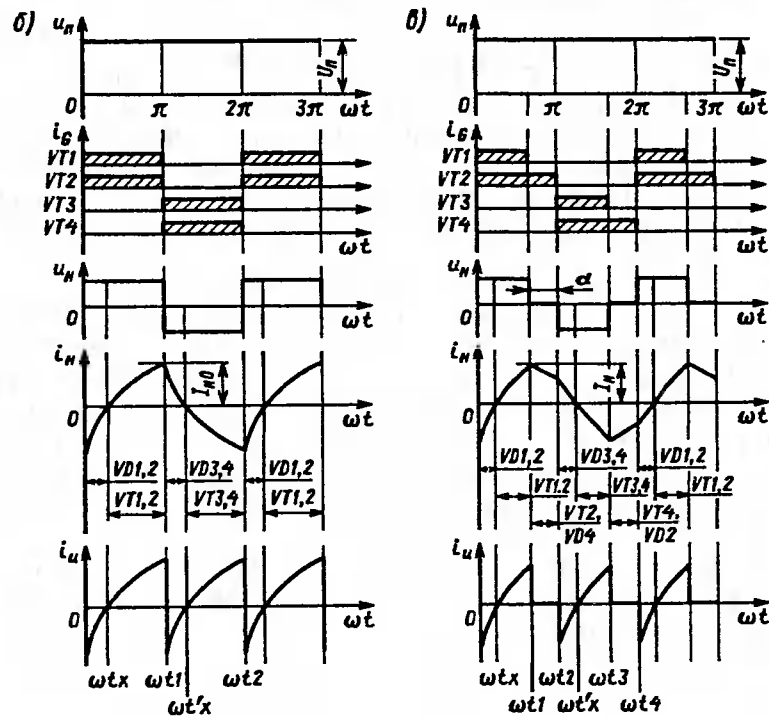 б)
uп
Uп
0 π 2π 3π ωt
iG
VT1
VT2
VT3
VT4
ωt
uн
0
ωt
iн
Iн0
0
ωt
VD1,2 VD3,4 VD1,2
VT1,2 VT3,4 VT1,2
iи
0
ωt
ωtx ωt1 ωt2
ωt'x
в)
uп
Uп
0 π 2π 3π ωt
iG
VT1
VT2
VT3
VT4
ωt
uн
α
0
ωt
iн
Iн
0
ωt
VD1,2 VD3,4 VD1,2
VT1,2 VT3,4 VT1,2
VT2, VT4,
VD4 VD2
iи
0
ωt
ωtx ωt2 ωt3
ωt1 ωt'x ωt4